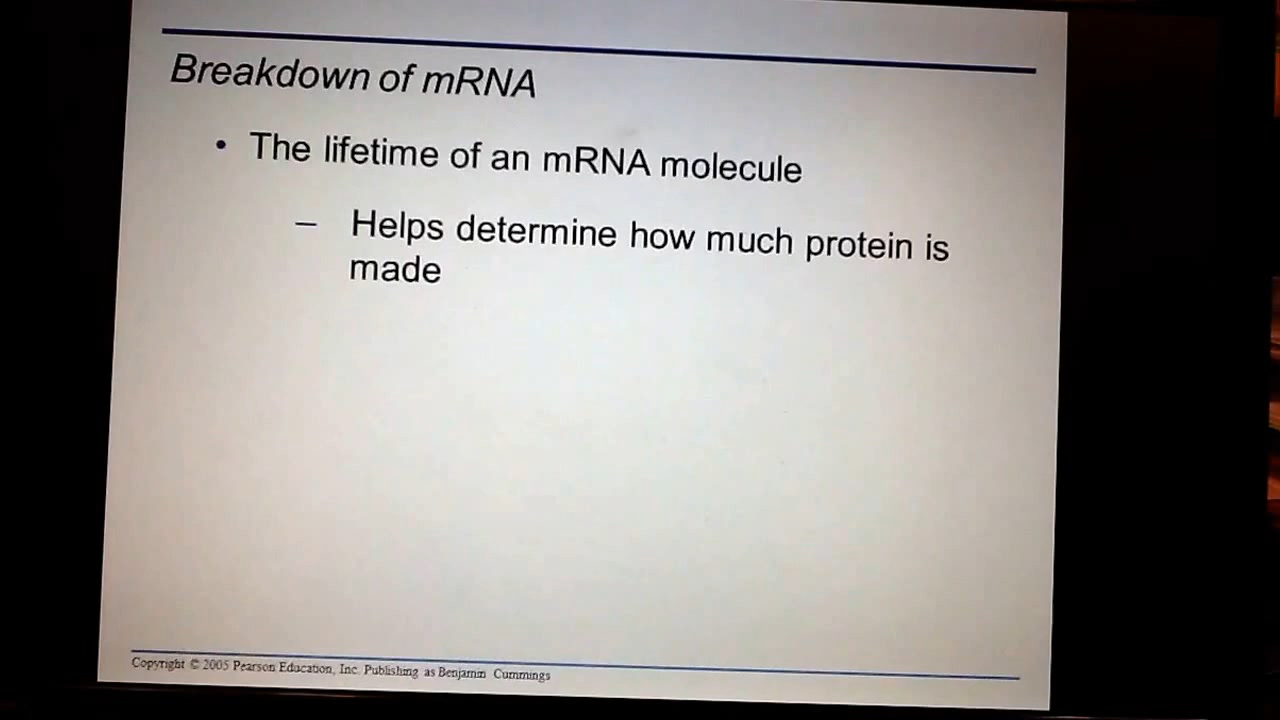 Breakdown of mRNA
• The lifetime of an mRNA molecule
– Helps determine how much protein is
made
Copyright © 2005 Pearson Education, Inc. Publishing as Benjamin Cummings